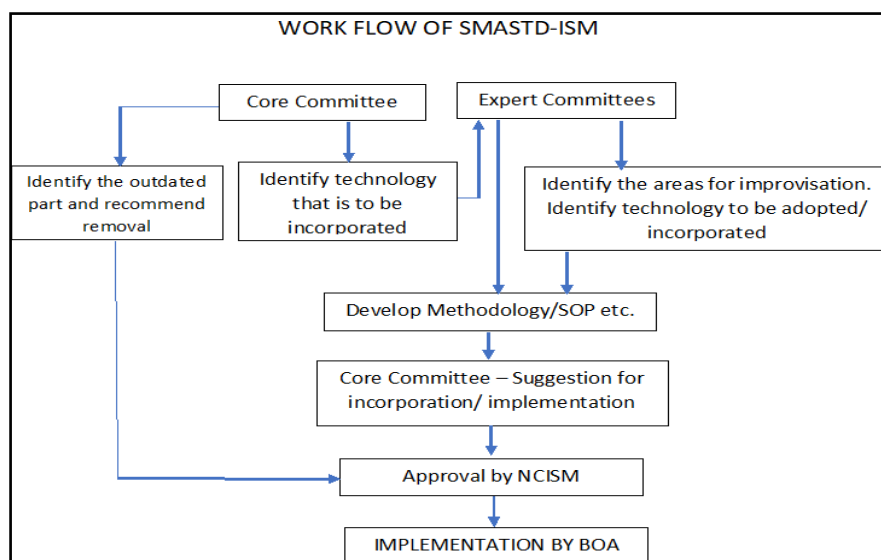 WORK FLOW OF SMASTD-ISM
Core Committee
Expert Committees
Identify the outdated
part and recommend
removal
Identify technology
that is to be
incorporated
Identify the areas for improvisation.
Identify technology to be adopted/
incorporated
Develop Methodology/SOP etc.
Core Committee – Suggestion for
incorporation/ implementation
Approval by NCISM
IMPLEMENTATION BY BOA